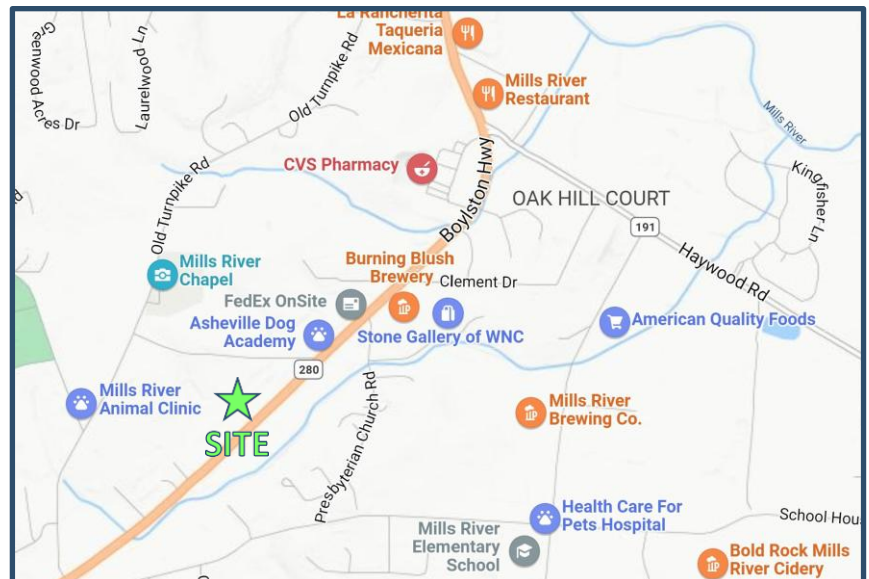 La Rancherita
Taqueria
Mexicana
Greenwood Acres Dr
Laurelwood Ln
Old Turnpike Rd
Mills River
Restaurant
Mills River
CVS Pharmacy
Boylston Hwy
Kingfisher Ln
OAK HILL COURT
Old Turnpike Rd
191
Haywood Rd
Mills River
Chapel
Burning Blush
Brewery
Clement Dr
FedEx OnSite
Asheville Dog
Academy
Stone Gallery of WNC
American Quality Foods
280
Mills River
Animal Clinic
SITE
Presbyterian Church Rd
Mills River
Brewing Co.
Health Care For
Pets Hospital
School Hou
Mills River
Elementary
School
Bold Rock Mills
River Cidery